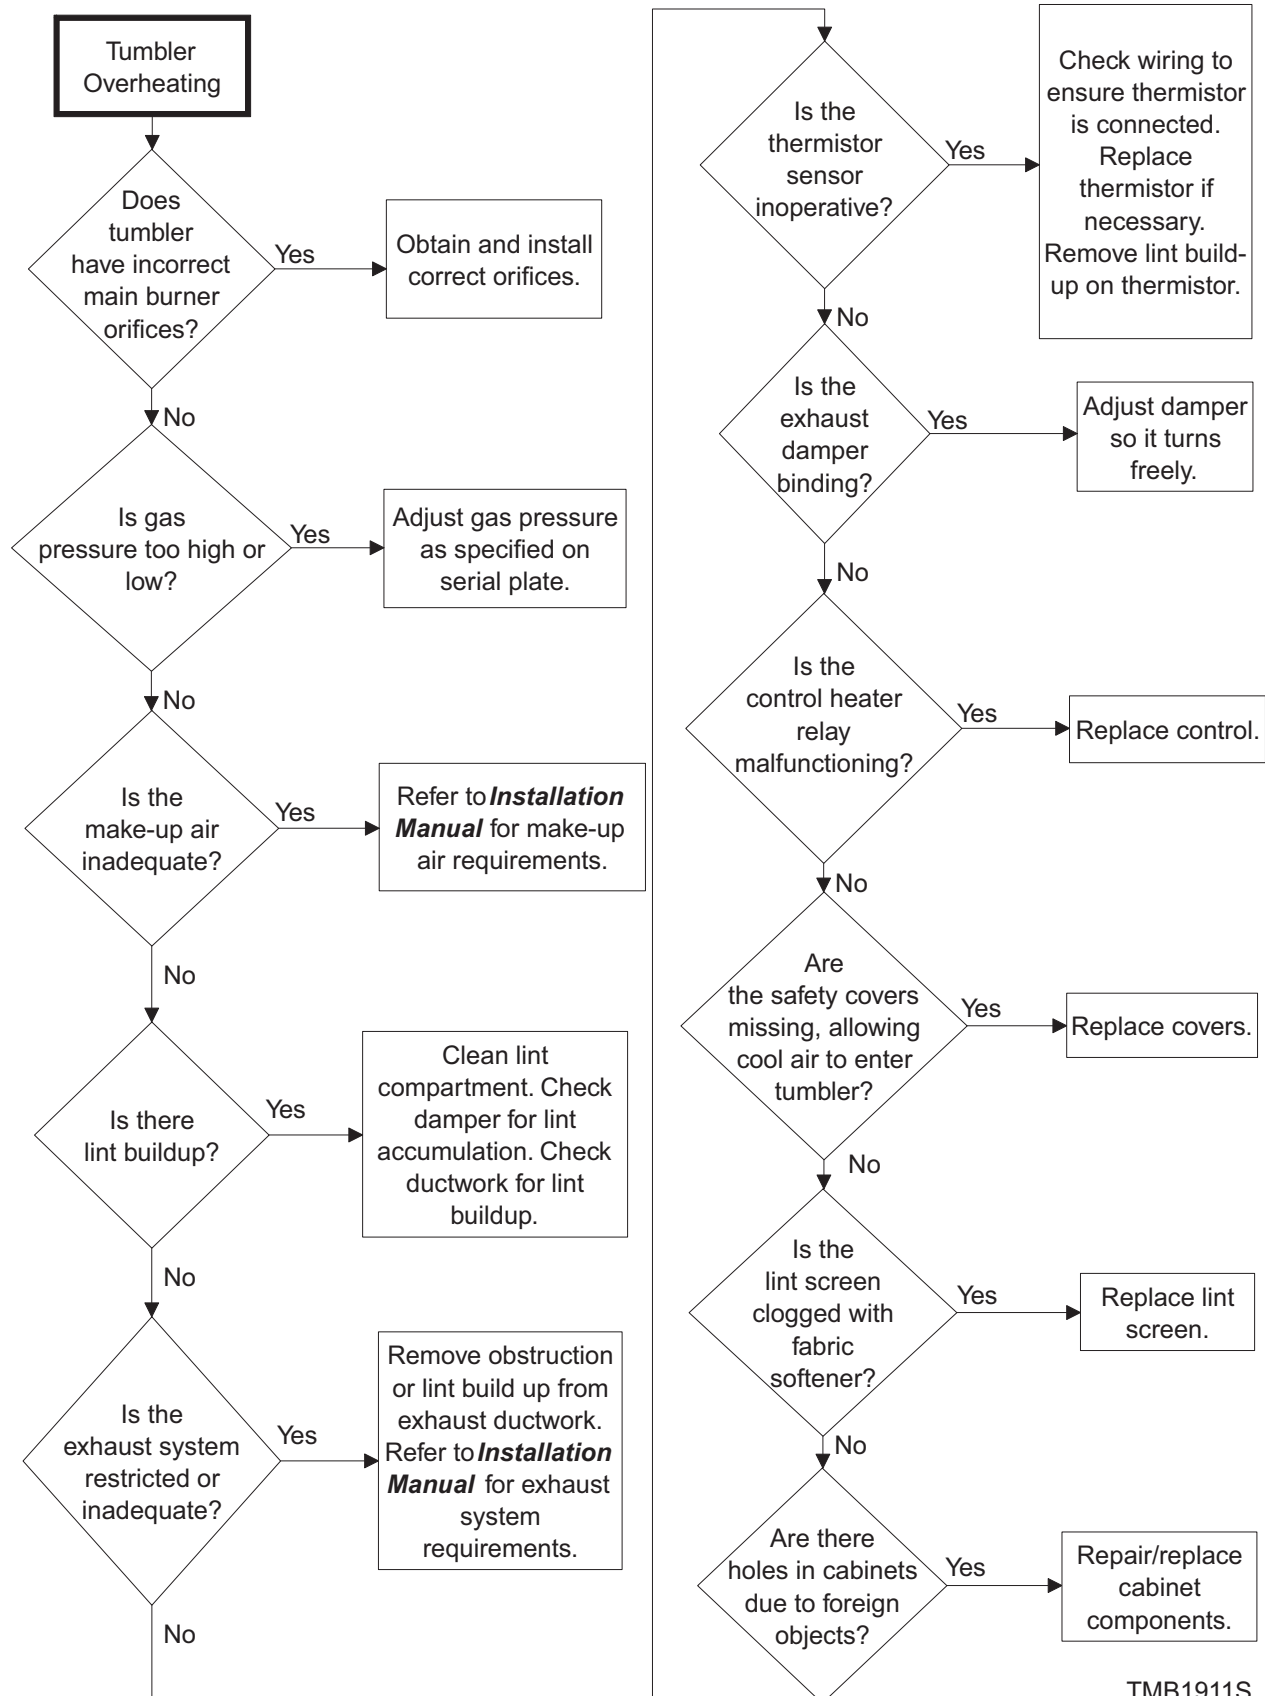 Tumbler
Overheating
Does
tumbler
have incorrect
main burner
orifices?
Yes
Obtain and install
correct orifices.
No
Is gas
pressure too high or
low?
Yes
Adjust gas pressure
as specified on
serial plate.
No
Is the
make-up air
inadequate?
Yes
Refer to Installation
Manual for make-up
air requirements.
No
Is there
lint buildup?
Yes
Clean lint
compartment. Check
damper for lint
accumulation. Check
ductwork for lint
buildup.
No
Is the
exhaust system
restricted or
inadequate?
Yes
Remove obstruction
or lint build up from
exhaust ductwork.
Refer to Installation
Manual for exhaust
system
requirements.
No
Is the
thermistor
sensor
inoperative?
Yes
Check wiring to
ensure thermistor
is connected.
Replace
thermistor if
necessary.
Remove lint build-
up on thermistor.
No
Is the
exhaust
damper
binding?
Yes
Adjust damper
so it turns
freely.
No
Is the
control heater
relay
malfunctioning?
Yes
Replace control.
No
Are
the safety covers
missing, allowing
cool air to enter
tumbler?
Yes
Replace covers.
No
Is the
lint screen
clogged with
fabric
softener?
Yes
Replace lint
screen.
No
Are there
holes in cabinets
due to foreign
objects?
Yes
Repair/replace
cabinet
components.
TMB1911S